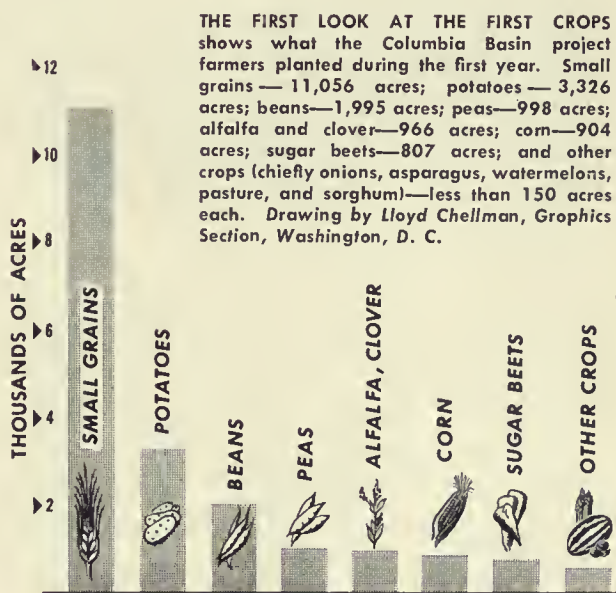 THE FIRST LOOK AT THE FIRST CROPS
shows what the Columbia Basin project
farmers planted during the first year. Small
grains — 11,056 acres; potatoes — 3,326
acres; beans—1,995 acres; peas—998 acres;
alfalfa and clover—966 acres; corn—904
acres; sugar beets—807 acres; and other
crops (chiefly onions, asparagus, watermelons,
pasture, and sorghum)—less than 150 acres
each. Drawing by Lloyd Chellman, Graphics
Section, Washington, D. C.
THOUSANDS OF ACRES
12
10
8
6
4
2
SMALL GRAINS
POTATOES
BEANS
PEAS
ALFALFA, CLOVER
CORN
SUGAR BEETS
OTHER CROPS